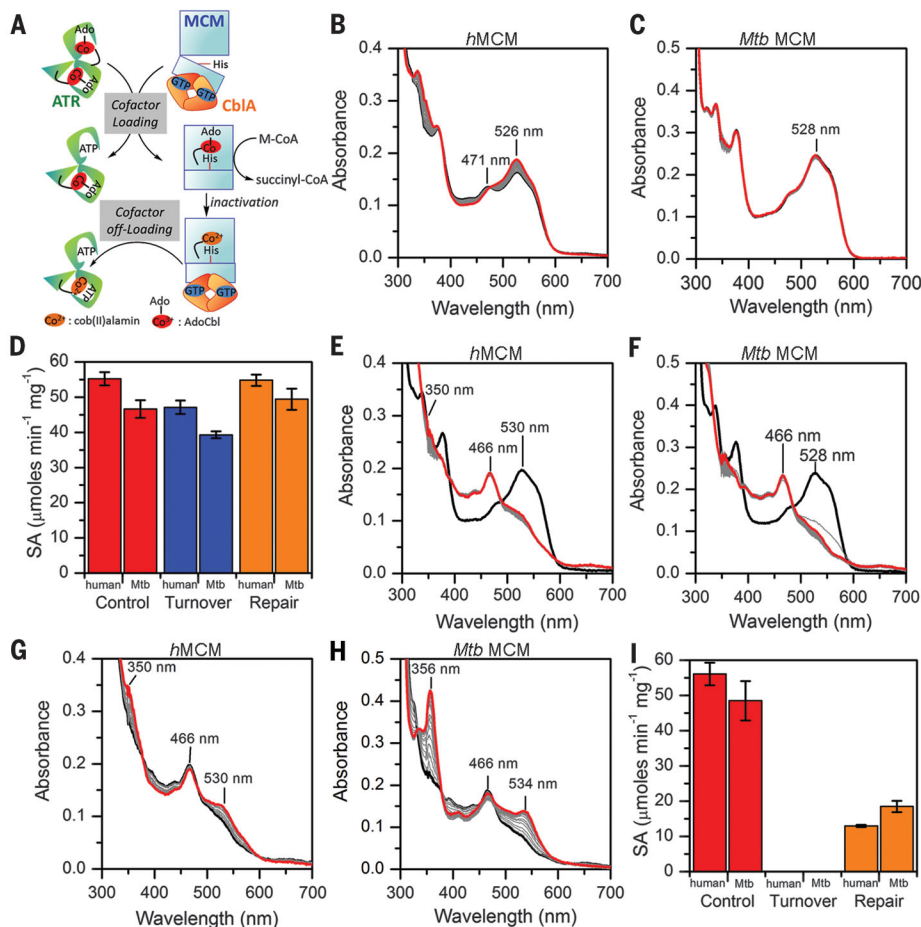 A
Ado
Co
Co
Ado
ATR
MCM
His
GTP
GTP
CblA
Cofactor
Loading
ATP
Co
Ado
Ado
Co
His
M-CoA
succinyl-CoA
inactivation
Cofactor
off-Loading
Co²⁺
His
ATP
Co²⁺
ATP
GTP
GTP
Ado
Co²⁺ : cob(II)alamin
Co³⁺ : AdoCbl
B
hMCM
0.4
0.3
0.2
0.1
0.0
Absorbance
471 nm
526 nm
300 400 500 600 700
Wavelength (nm)
C
Mtb MCM
0.5
0.4
0.3
0.2
0.1
0.0
Absorbance
528 nm
300 400 500 600 700
Wavelength (nm)
D
60
50
40
30
20
10
0
SA (μmoles min⁻¹ mg⁻¹)
human Mtb human Mtb human Mtb
Control Turnover Repair
E
hMCM
0.4
0.3
0.2
0.1
0.0
Absorbance
350 nm
466 nm
530 nm
300 400 500 600 700
Wavelength (nm)
F
Mtb MCM
0.5
0.4
0.3
0.2
0.1
0.0
Absorbance
466 nm
528 nm
300 400 500 600 700
Wavelength (nm)
G
hMCM
0.4
0.3
0.2
0.1
0.0
Absorbance
350 nm
466 nm
530 nm
300 400 500 600 700
Wavelength (nm)
H
Mtb MCM
0.5
0.4
0.3
0.2
0.1
0.0
Absorbance
356 nm
466 nm
534 nm
300 400 500 600 700
Wavelength (nm)
I
60
50
40
30
20
10
0
SA (μmoles min⁻¹ mg⁻¹)
human Mtb human Mtb human Mtb
Control Turnover Repair